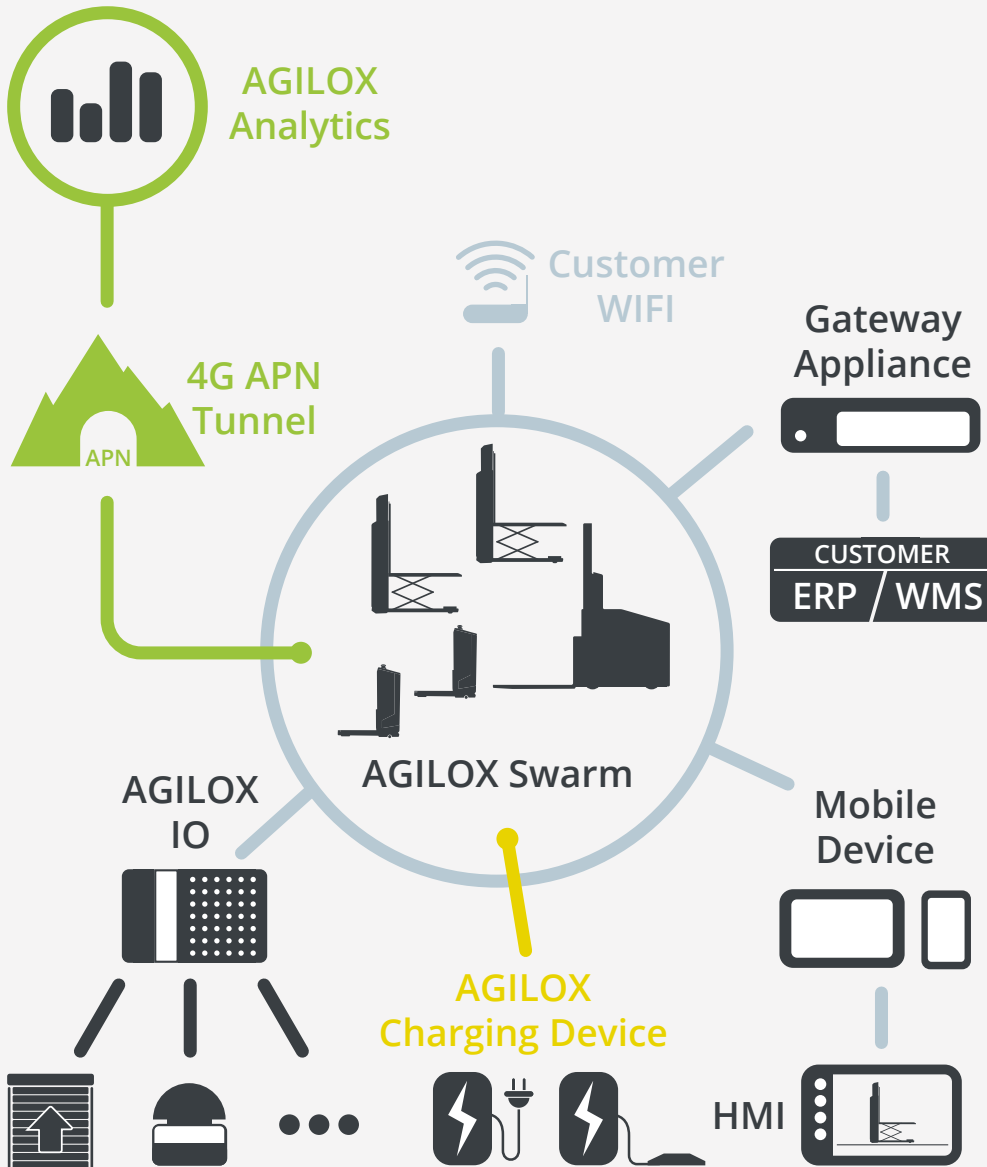 AGILOX
Analytics
Customer
WIFI
Gateway
Appliance
4G APN
Tunnel
APN
CUSTOMER
ERP / WMS
AGILOX Swarm
AGILOX
IO
Mobile
Device
AGILOX
Charging Device
HMI